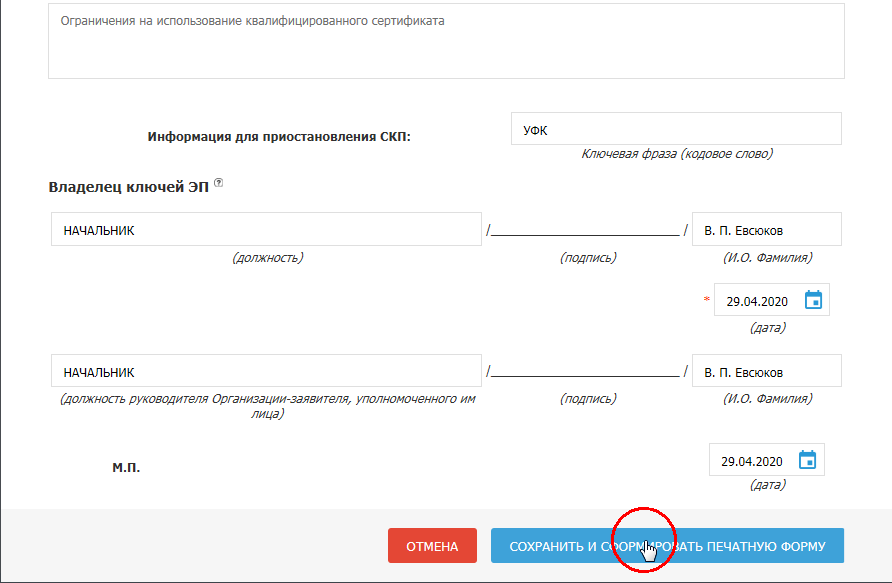 Ограничения на использование квалифицированного сертификата
Информация для приостановления СКП:
УФК
Ключевая фраза (кодовое слово)
Владелец ключей ЭП ?
НАЧАЛЬНИК / / В. П. Евсюков
(должность) (подпись) (И.О. Фамилия)
* 29.04.2020
(дата)
НАЧАЛЬНИК / / В. П. Евсюков
(должность руководителя Организации-заявителя, уполномоченного им (подпись) (И.О. Фамилия)
лица)
М.П.
29.04.2020
(дата)
ОТМЕНА
СОХРАНИТЬ И СФОРМИРОВАТЬ ПЕЧАТНУЮ ФОРМУ